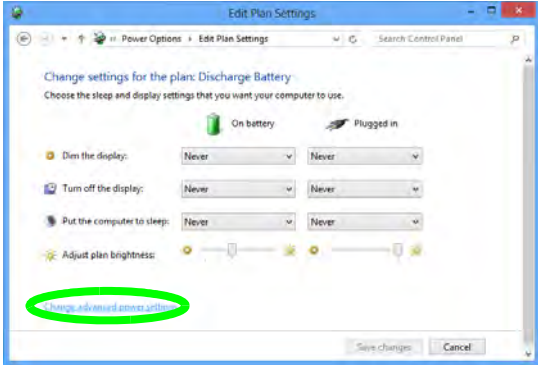 Edit Plan Settings
Power Options Edit Plan Settings Search Control Panel
Change settings for the plan: Discharge Battery
Choose the sleep and display settings that you want your computer to use.
On battery Plugged in
Dim the display: Never Never
Turn off the display: Never Never
Put the computer to sleep: Never Never
Adjust plan brightness:
Change advanced power settings
Save changes Cancel